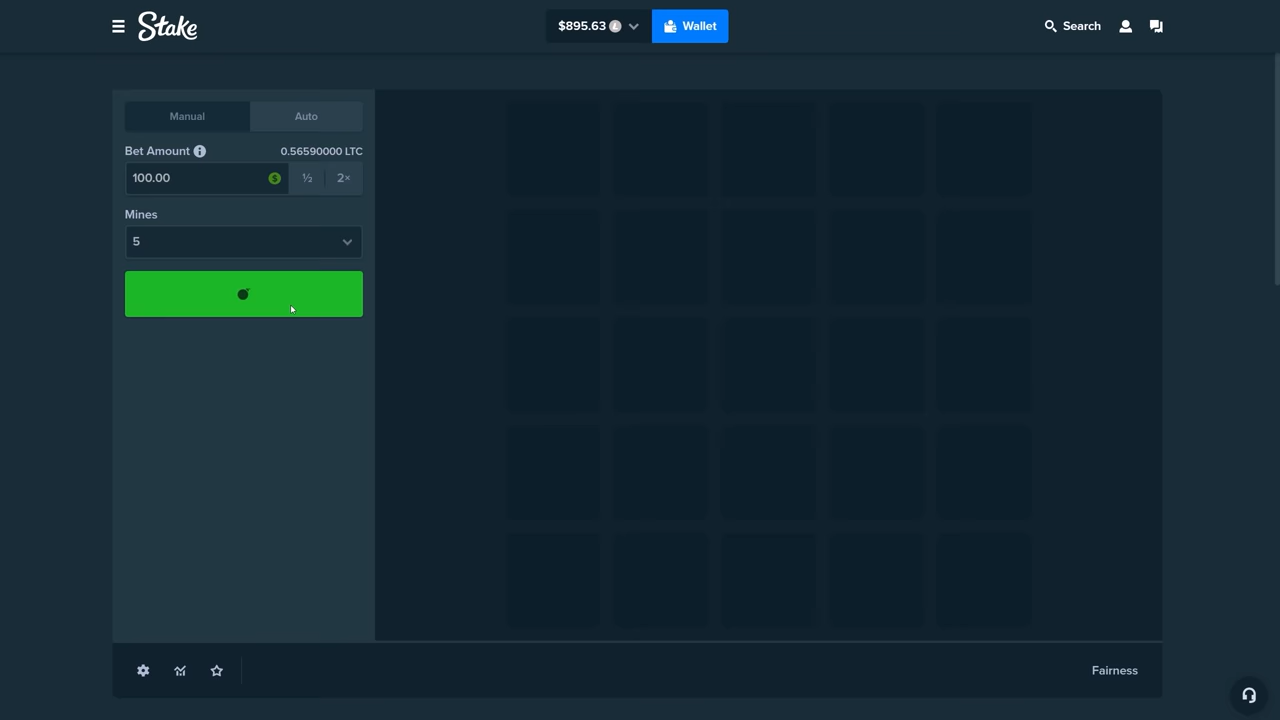 Stake
$895.63
Wallet
Search
Manual
Auto
Bet Amount
0.56590000 LTC
100.00
$
½
2×
Mines
5
Fairness